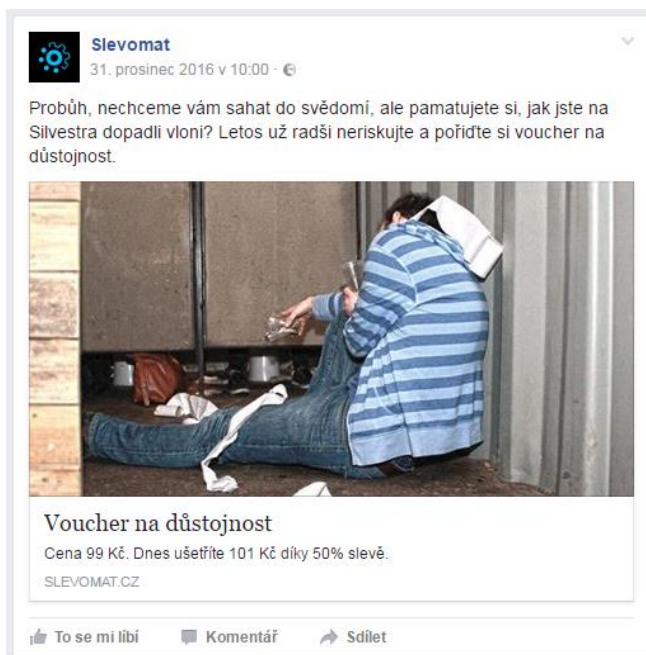 Slevomat
31. prosinec 2016 v 10:00 ·
Probůh, nechceme vám sahat do svědomí, ale pamatujete si, jak jste na
Silvestra dopadli vloni? Letos už radši neriskujte a pořiďte si voucher na
důstojnost.
Voucher na důstojnost
Cena 99 Kč. Dnes ušetříte 101 Kč díky 50% slevě.
SLEVOMAT.CZ
To se mi líbí Komentář Sdílet